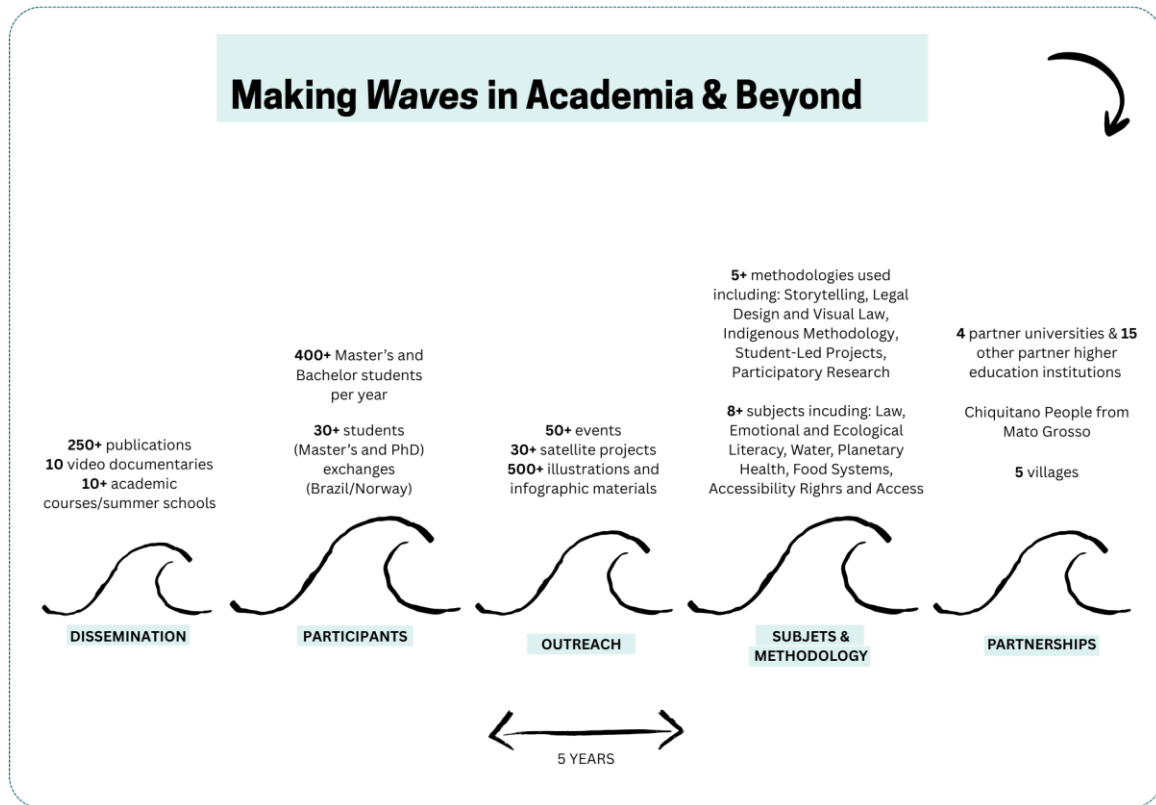 Making Waves in Academia & Beyond
250+ publications
10 video documentaries
10+ academic
courses/summer schools
DISSEMINATION
400+ Master's and
Bachelor students
per year
30+ students
(Master's and PhD)
exchanges
(Brazil/Norway)
PARTICIPANTS
50+ events
30+ satellite projects
500+ illustrations and
infographic materials
OUTREACH
5+ methodologies used
including: Storytelling, Legal
Design and Visual Law,
Indigenous Methodology,
Student-Led Projects,
Participatory Research
8+ subjects incuding: Law,
Emotional and Ecological
Literacy, Water, Planetary
Health, Food Systems,
Accessibility Righrs and Access
SUBJETS &
METHODOLOGY
4 partner universities & 15
other partner higher
education institutions
Chiquitano People from
Mato Grosso
5 villages
PARTNERSHIPS
5 YEARS